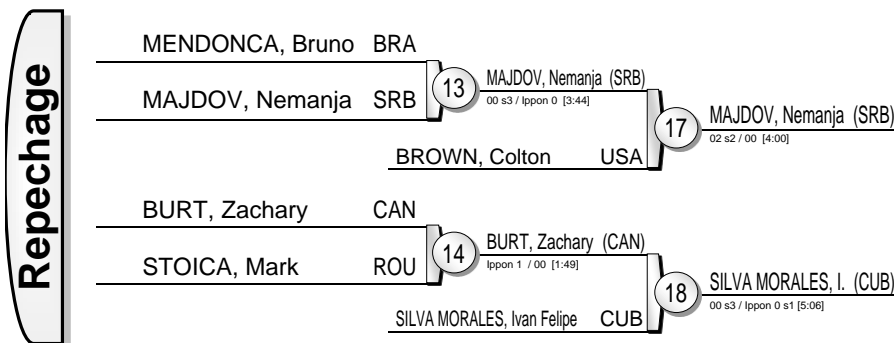 Repechage
MENDONCA, Bruno BRA
MAJDOV, Nemanja SRB
13
MAJDOV, Nemanja (SRB)
00 s3 / Ippon 0 [3:44]
BROWN, Colton USA
17
MAJDOV, Nemanja (SRB)
02 s2 / 00 [4:00]
BURT, Zachary CAN
STOICA, Mark ROU
14
BURT, Zachary (CAN)
Ippon 1 / 00 [1:49]
SILVA MORALES, Ivan Felipe CUB
18
SILVA MORALES, I. (CUB)
00 s3 / Ippon 0 s1 [5:06]